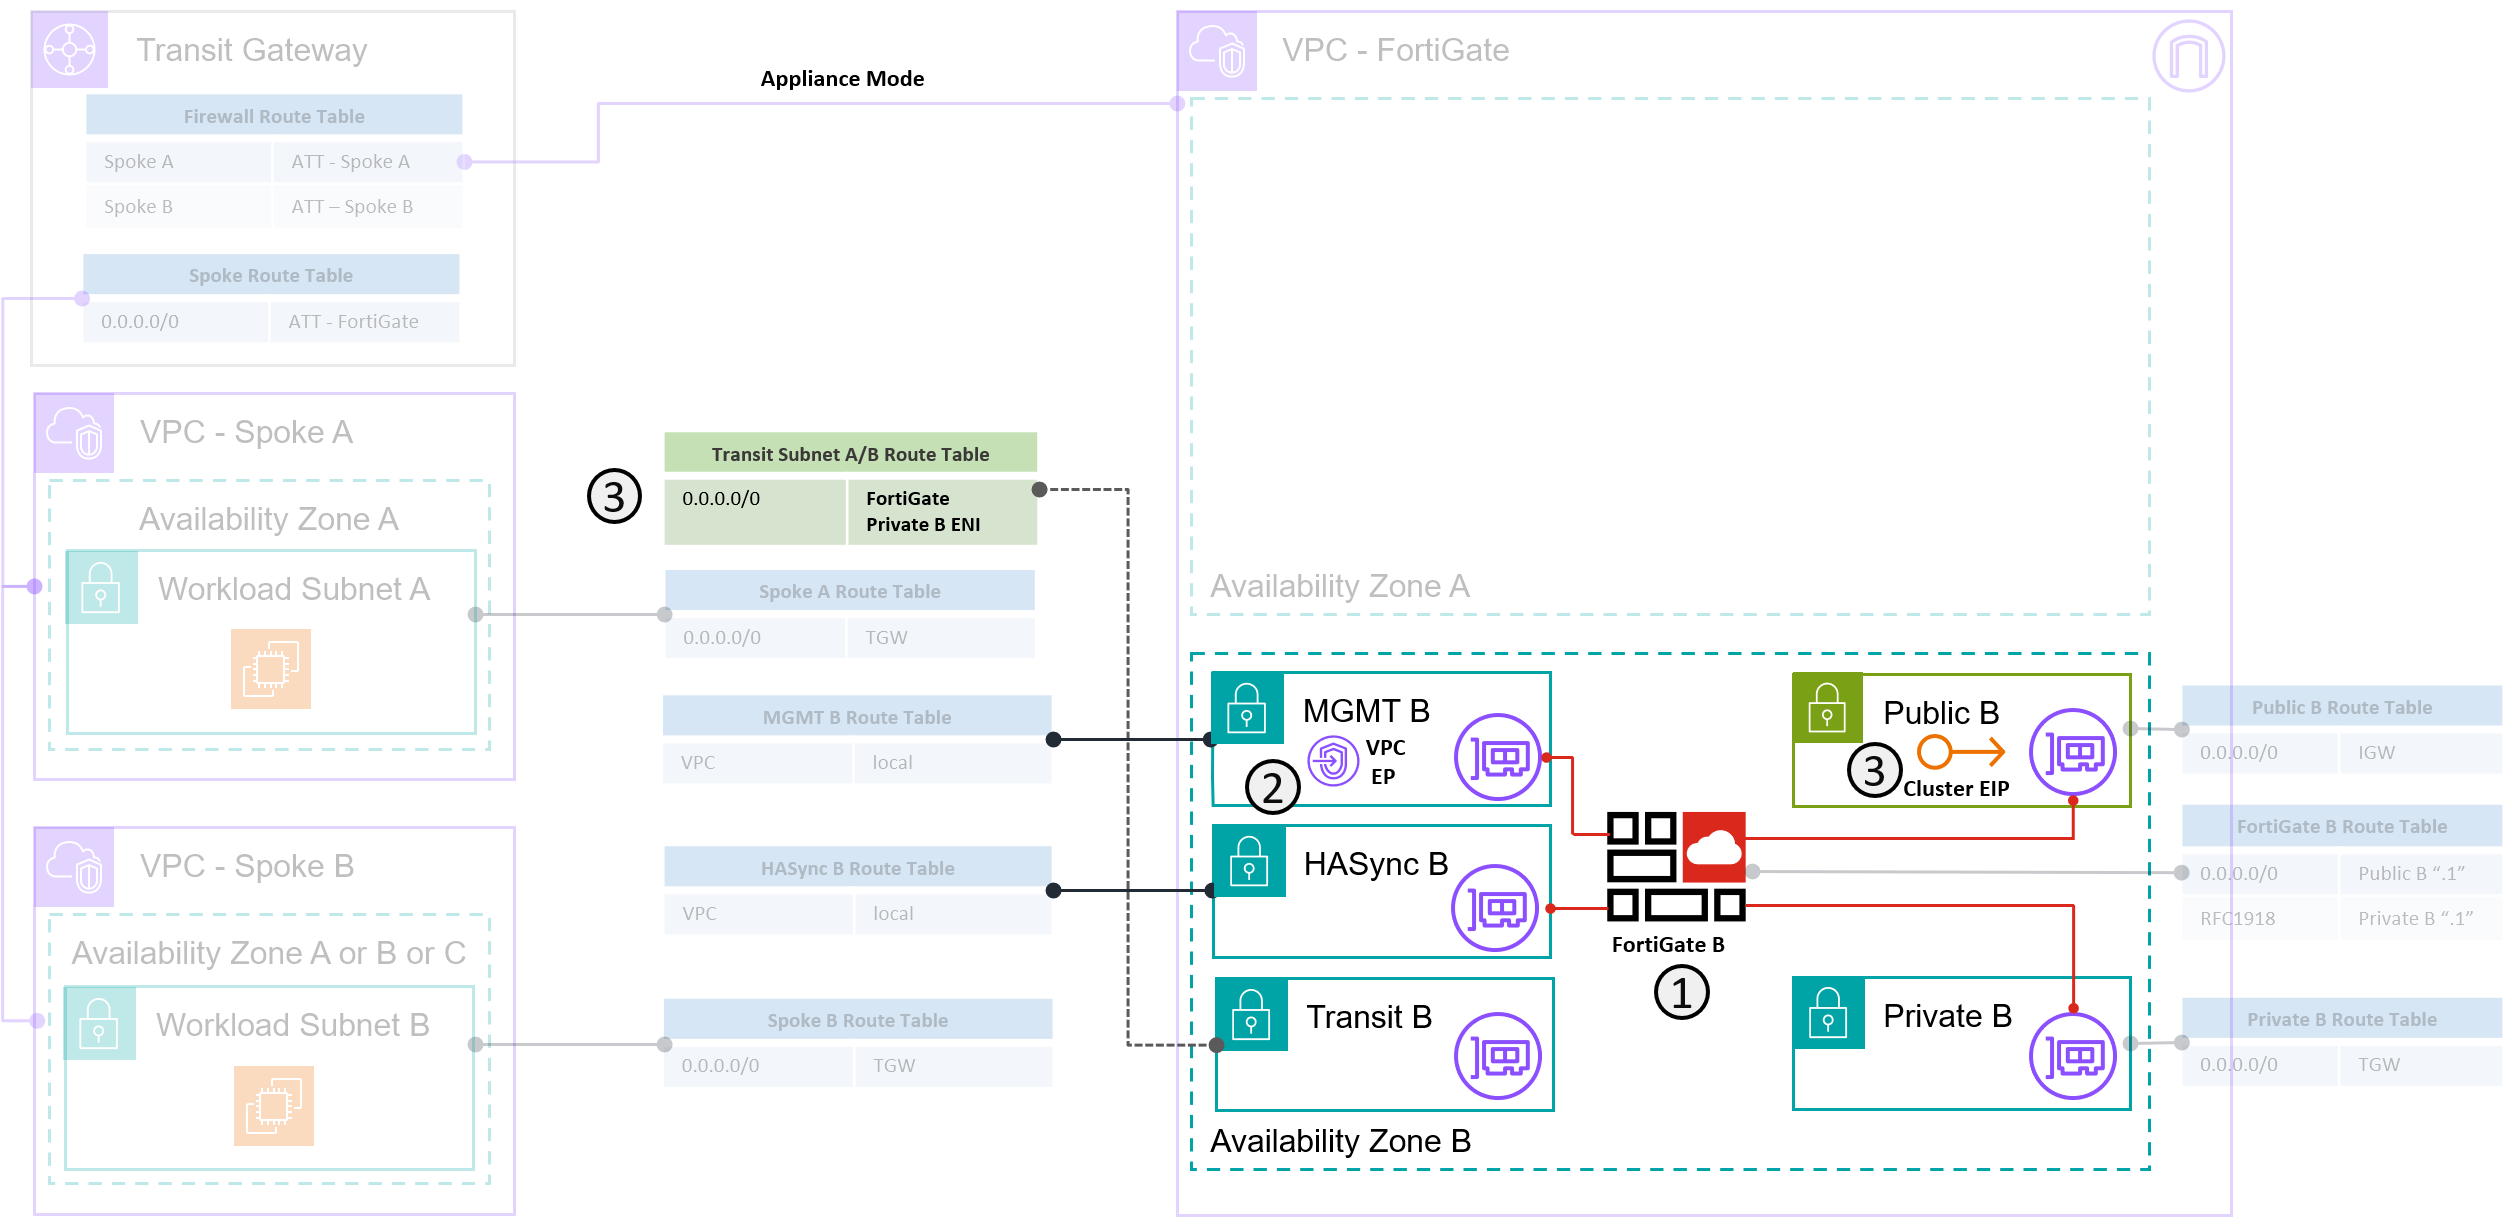 Transit Gateway
Firewall Route Table
Spoke A ATT - Spoke A
Spoke B ATT – Spoke B
Spoke Route Table
0.0.0.0/0 ATT - FortiGate
Appliance Mode
VPC - FortiGate
Availability Zone A
VPC - Spoke A
Availability Zone A
Workload Subnet A
VPC - Spoke B
Availability Zone A or B or C
Workload Subnet B
3
Transit Subnet A/B Route Table
0.0.0.0/0 FortiGate
Private B ENI
Spoke A Route Table
0.0.0.0/0 TGW
MGMT B Route Table
VPC local
HASync B Route Table
VPC local
Spoke B Route Table
0.0.0.0/0 TGW
MGMT B
VPC
EP
2
HASync B
Transit B
Availability Zone B
Public B
3
Cluster EIP
FortiGate B
1
Private B
Public B Route Table
0.0.0.0/0 IGW
FortiGate B Route Table
0.0.0.0/0 Public B “.1”
RFC1918 Private B “.1”
Private B Route Table
0.0.0.0/0 TGW